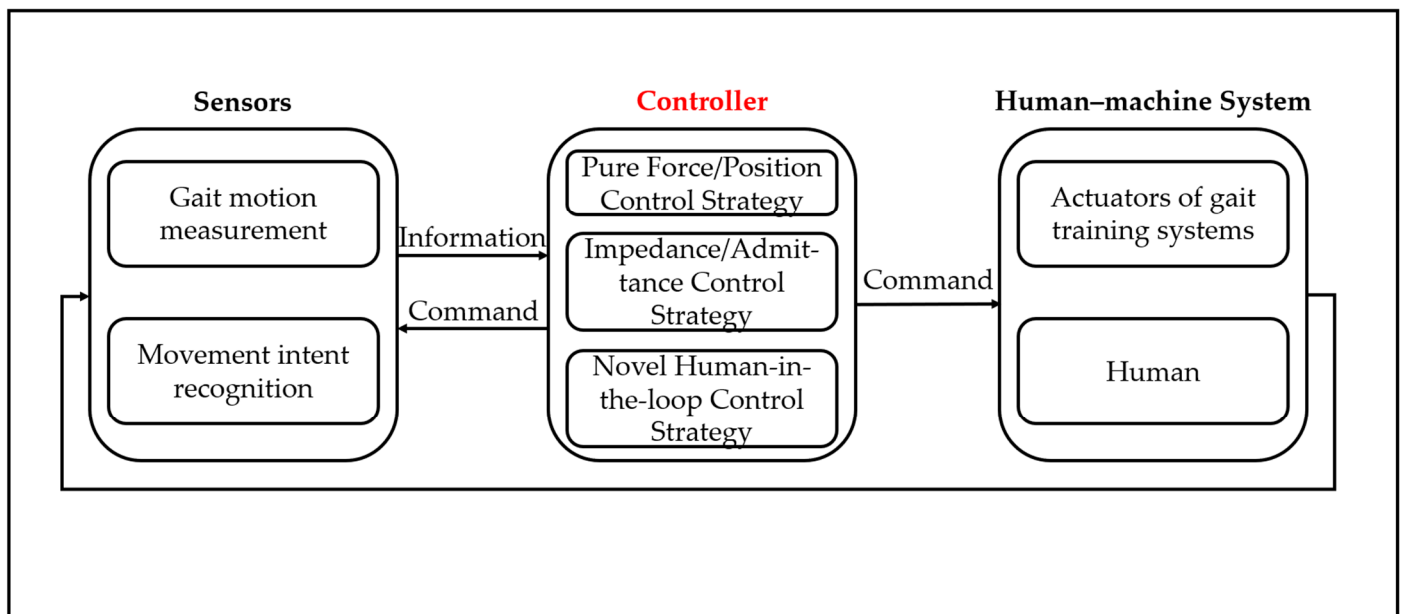 Sensors
Gait motion
measurement
Movement intent
recognition
Information
Command
Controller
Pure Force/Position
Control Strategy
Impedance/Admit-
tance Control
Strategy
Novel Human-in-
the-loop Control
Strategy
Command
Human–machine System
Actuators of gait
training systems
Human